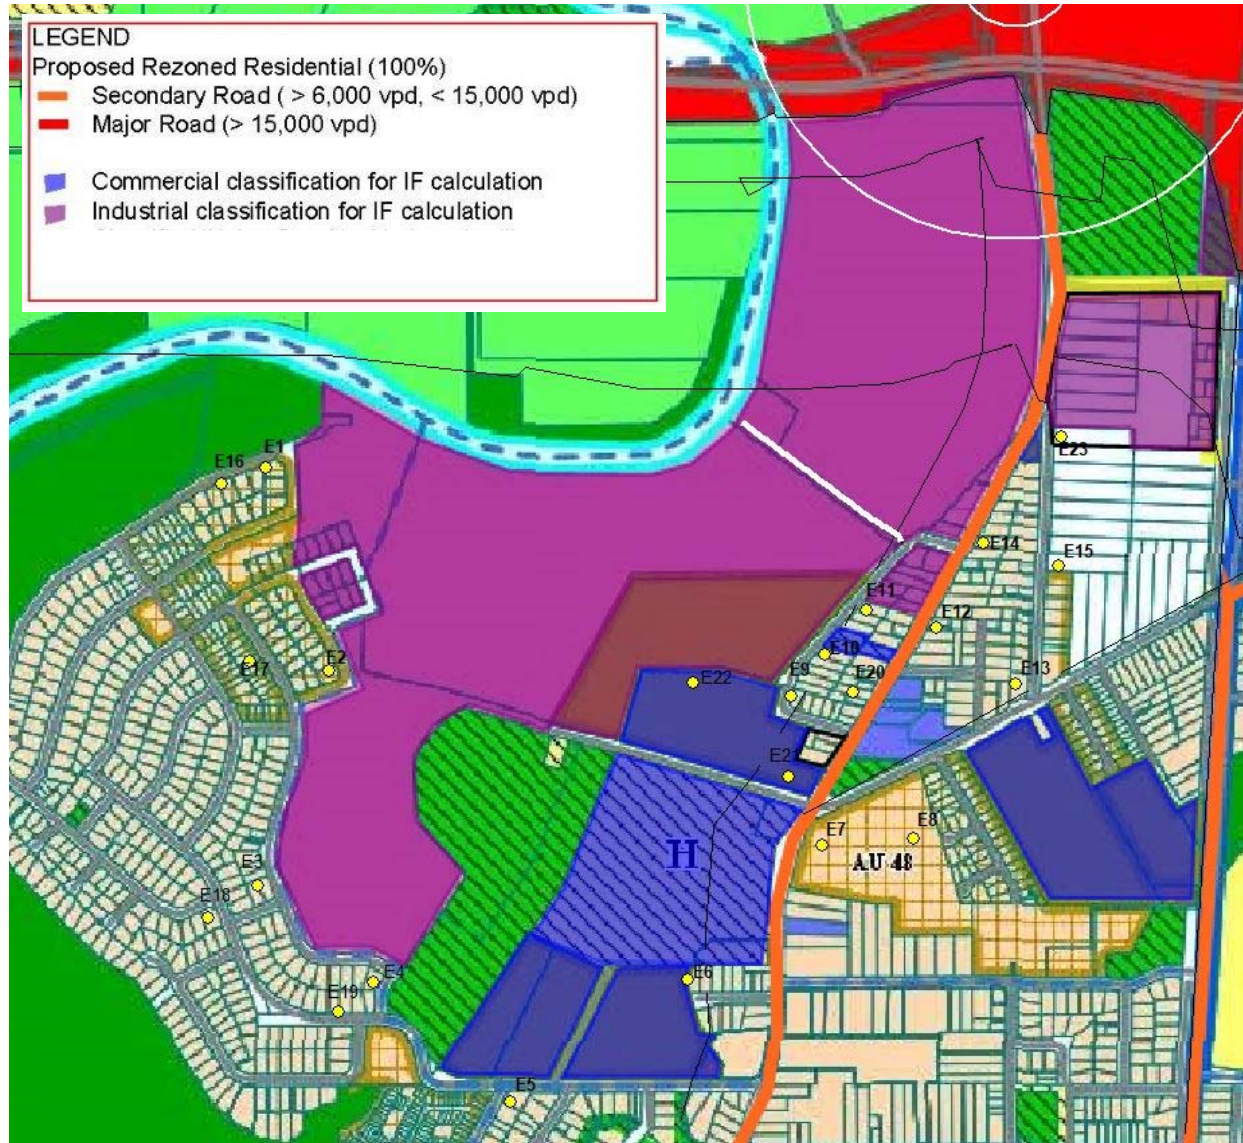 LEGEND
Proposed Rezoned Residential (100%)
Secondary Road ( > 6,000 vpd, < 15,000 vpd)
Major Road (> 15,000 vpd)
Commercial classification for IF calculation
Industrial classification for IF calculation
E1
E16
E23
E14
E15
E11
E12
E10
E17
E2
E9
E20
E13
E22
E21
E7
E8
H
A.U 48
E3
E18
E4
E6
E19
E5